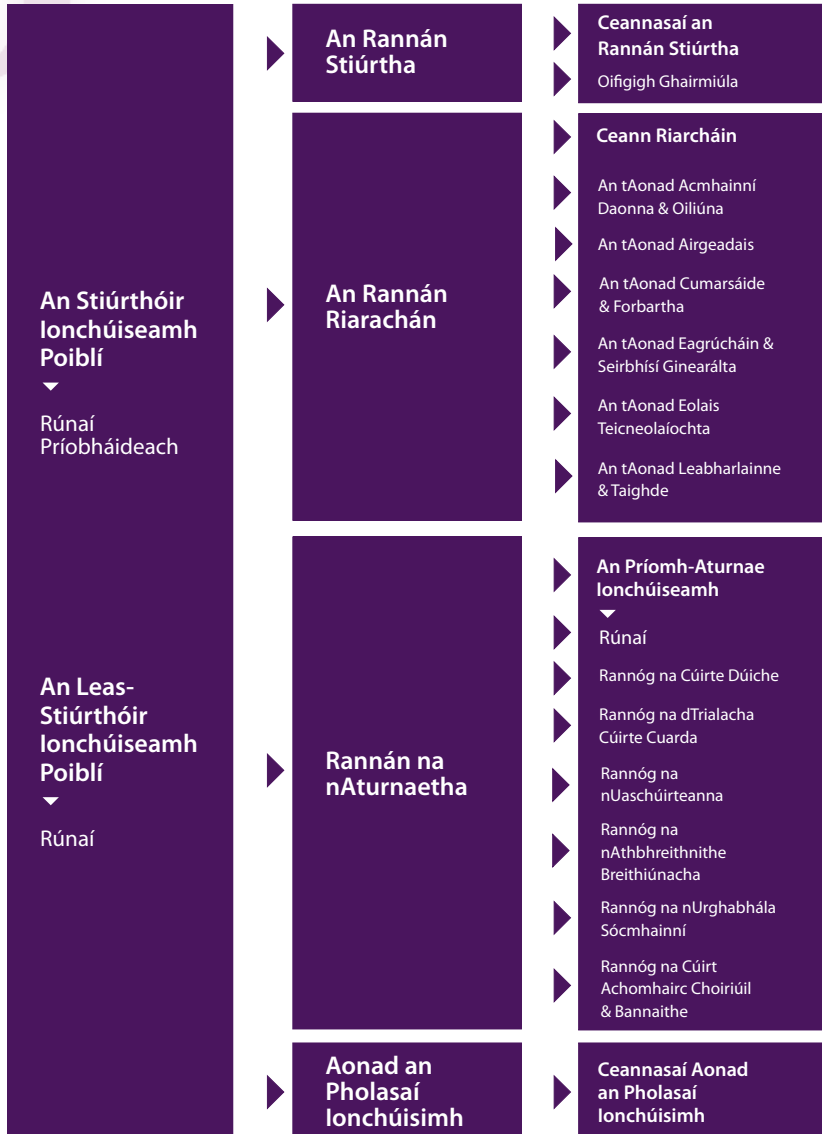 An Stiúrthóir
Ionchúiseamh
Poiblí
Rúnaí
Príobháideach
An Leas-
Stiúrthóir
Ionchúiseamh
Poiblí
Rúnaí
An Rannán
Stiúrtha
Ceannasaí an
Rannán Stiúrtha
Oifigigh Ghairmiúla
An Rannán
Riarachán
Ceann Riarcháin
An tAonad Acmhainní
Daonna & Oiliúna
An tAonad Airgeadais
An tAonad Cumarsáide
& Forbartha
An tAonad Eagrúcháin &
Seirbhísí Ginearálta
An tAonad Eolais
Teicneolaíochta
An tAonad Leabharlainne
& Taighde
Rannán na
nAturnaetha
An Príomh-Aturnae
Ionchúiseamh
Rúnaí
Rannóg na Cúirte Dúiche
Rannóg na dTrialacha
Cúirte Cuarda
Rannóg na
nUaschúirteanna
Rannóg na
nAthbhreithnithe
Breithiúnacha
Rannóg na nUrghabhála
Sócmhainní
Rannóg na Cúirt
Achomhairc Choiriúil
& Bannaithe
Aonad an
Pholasaí
Ionchúisimh
Ceannasaí Aonad
an Pholasaí
Ionchúisimh